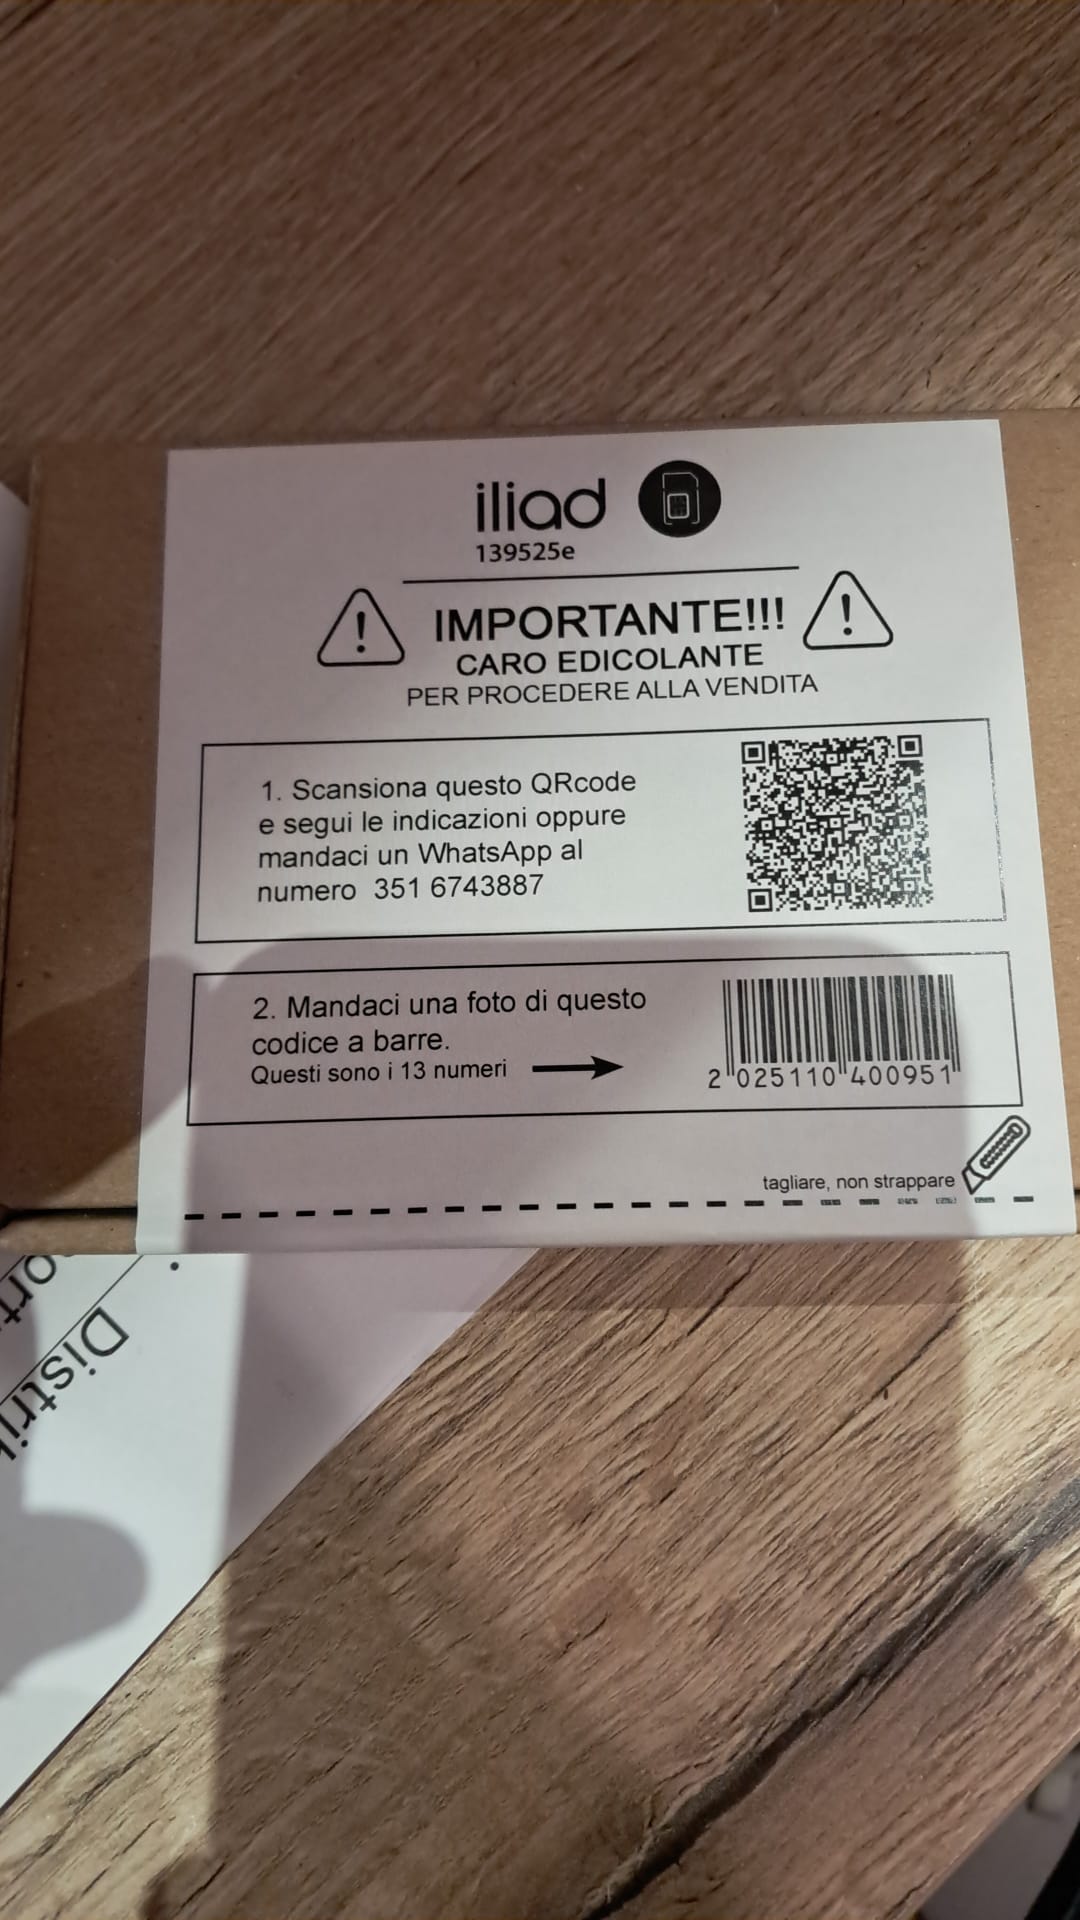 iliad
139525e
IMPORTANTE!!!
CARO EDICOLANTE
PER PROCEDERE ALLA VENDITA
1. Scansiona questo QRcode
e segui le indicazioni oppure
mandaci un WhatsApp al
numero 351 6743887
2. Mandaci una foto di questo
codice a barre.
Questi sono i 13 numeri
2 025110 400951
tagliare, non strappare